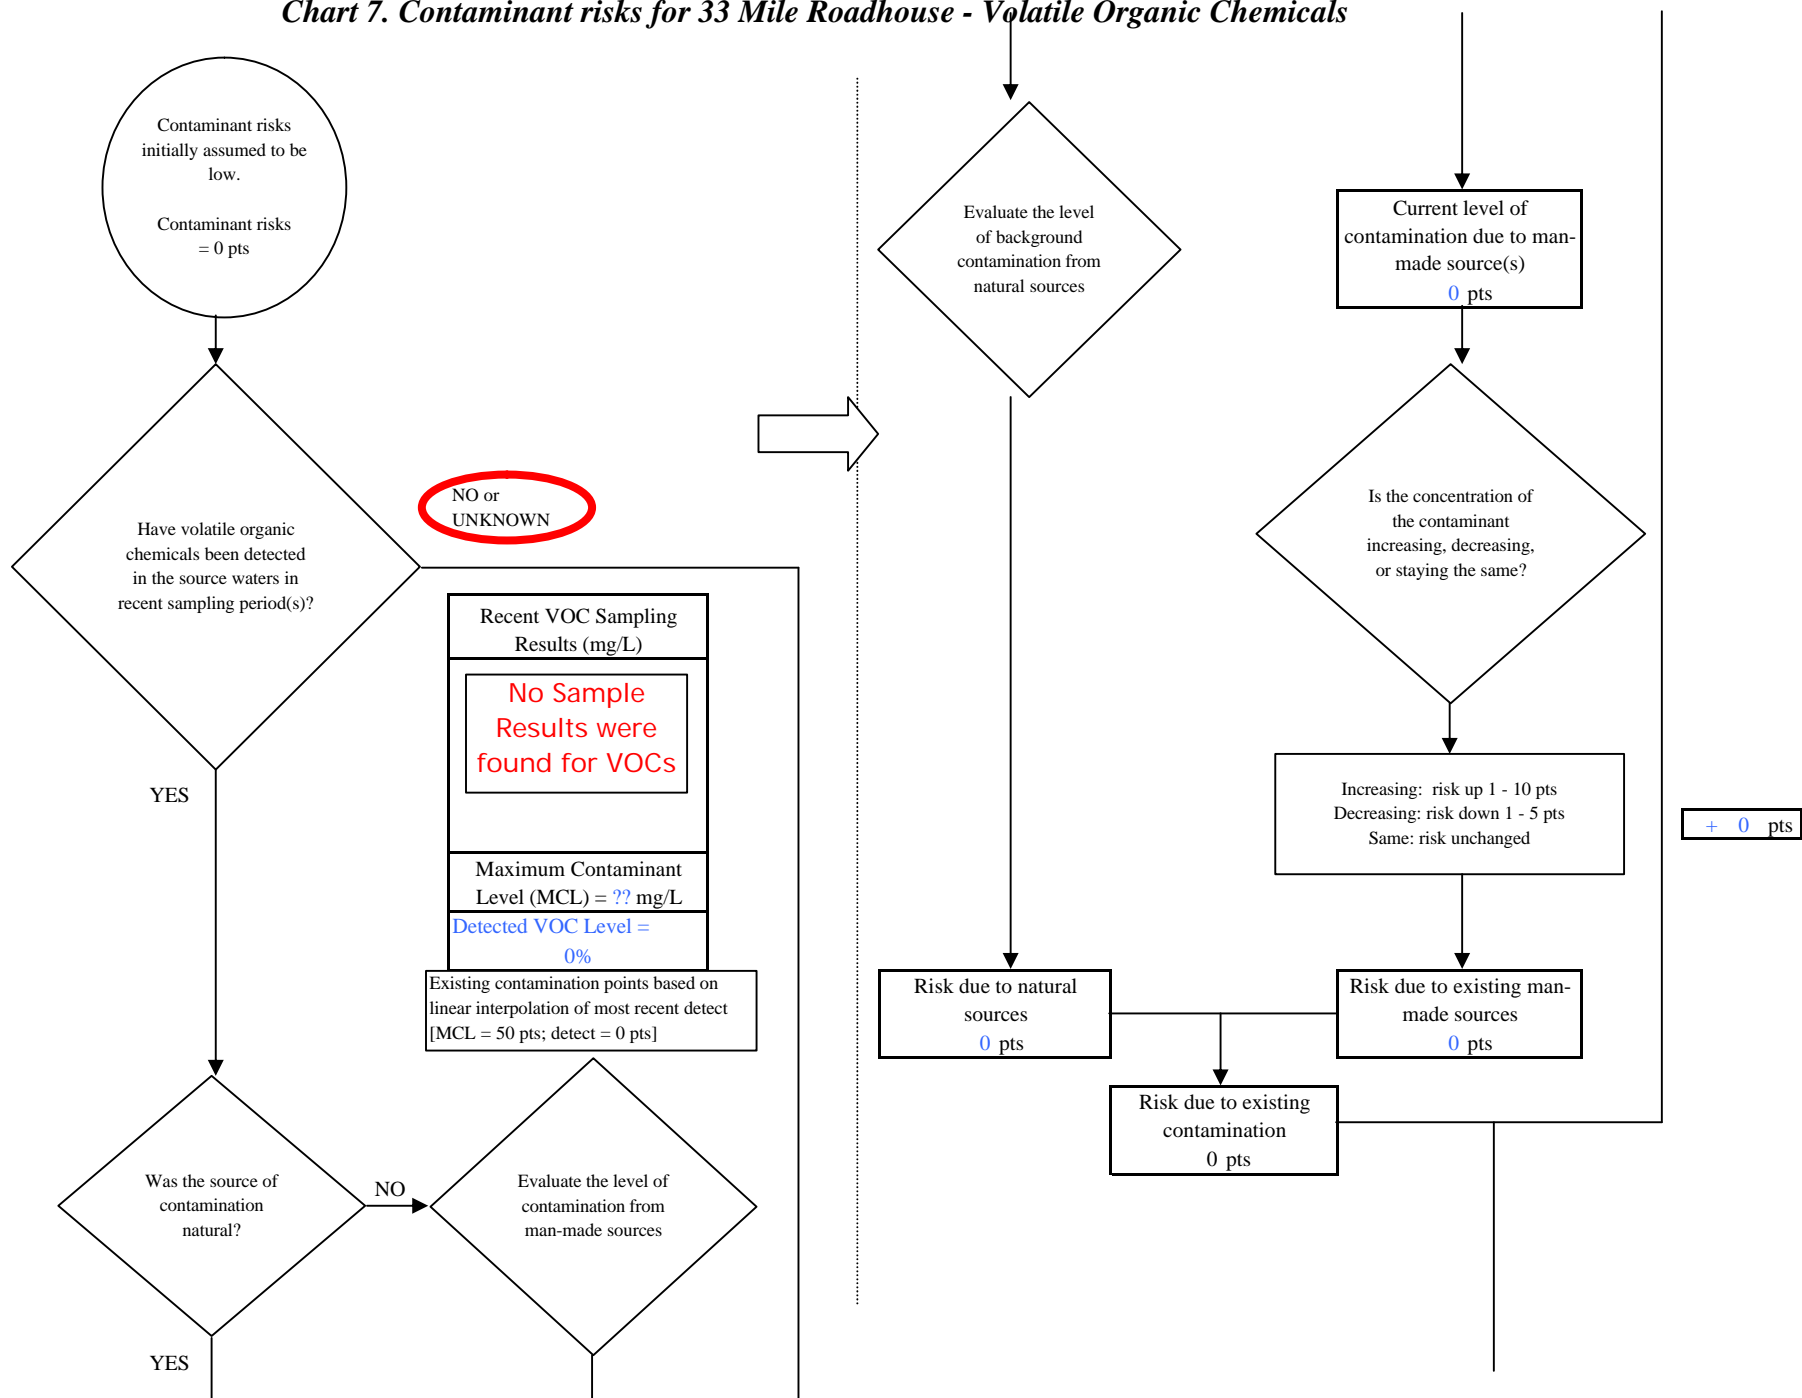 Chart 7. Contaminant risks for 33 Mile Roadhouse - Volatile Organic Chemicals
Contaminant risks
initially assumed to be
low.
Contaminant risks
= 0 pts
Have volatile organic
chemicals been detected
in the source waters in
recent sampling period(s)?
NO or
UNKNOWN
YES
Recent VOC Sampling
Results (mg/L)
No Sample
Results were
found for VOCs
Maximum Contaminant
Level (MCL) = ?? mg/L
Detected VOC Level =
0%
Existing contamination points based on
linear interpolation of most recent detect
[MCL = 50 pts; detect = 0 pts]
Was the source of
contamination
natural?
NO
YES
Evaluate the level of
contamination from
man-made sources
Evaluate the level
of background
contamination from
natural sources
Current level of
contamination due to man-
made source(s)
0 pts
Is the concentration of
the contaminant
increasing, decreasing,
or staying the same?
Increasing: risk up 1 - 10 pts
Decreasing: risk down 1 - 5 pts
Same: risk unchanged
+ 0 pts
Risk due to natural
sources
0 pts
Risk due to existing man-
made sources
0 pts
Risk due to existing
contamination
0 pts